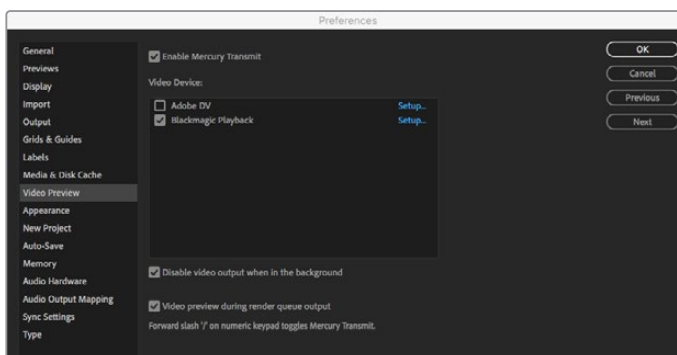 Preferences
General
Previews
Display
Import
Output
Grids & Guides
Labels
Media & Disk Cache
Video Preview
Appearance
New Project
Auto-Save
Memory
Audio Hardware
Audio Output Mapping
Sync Settings
Type
Enable Mercury Transmit
Video Device:
Adobe DV Setup...
Blackmagic Playback Setup...
Disable video output when in the background
Video preview during render queue output
Forward slash '/' on numeric keypad toggles Mercury Transmit.
OK
Cancel
Previous
Next